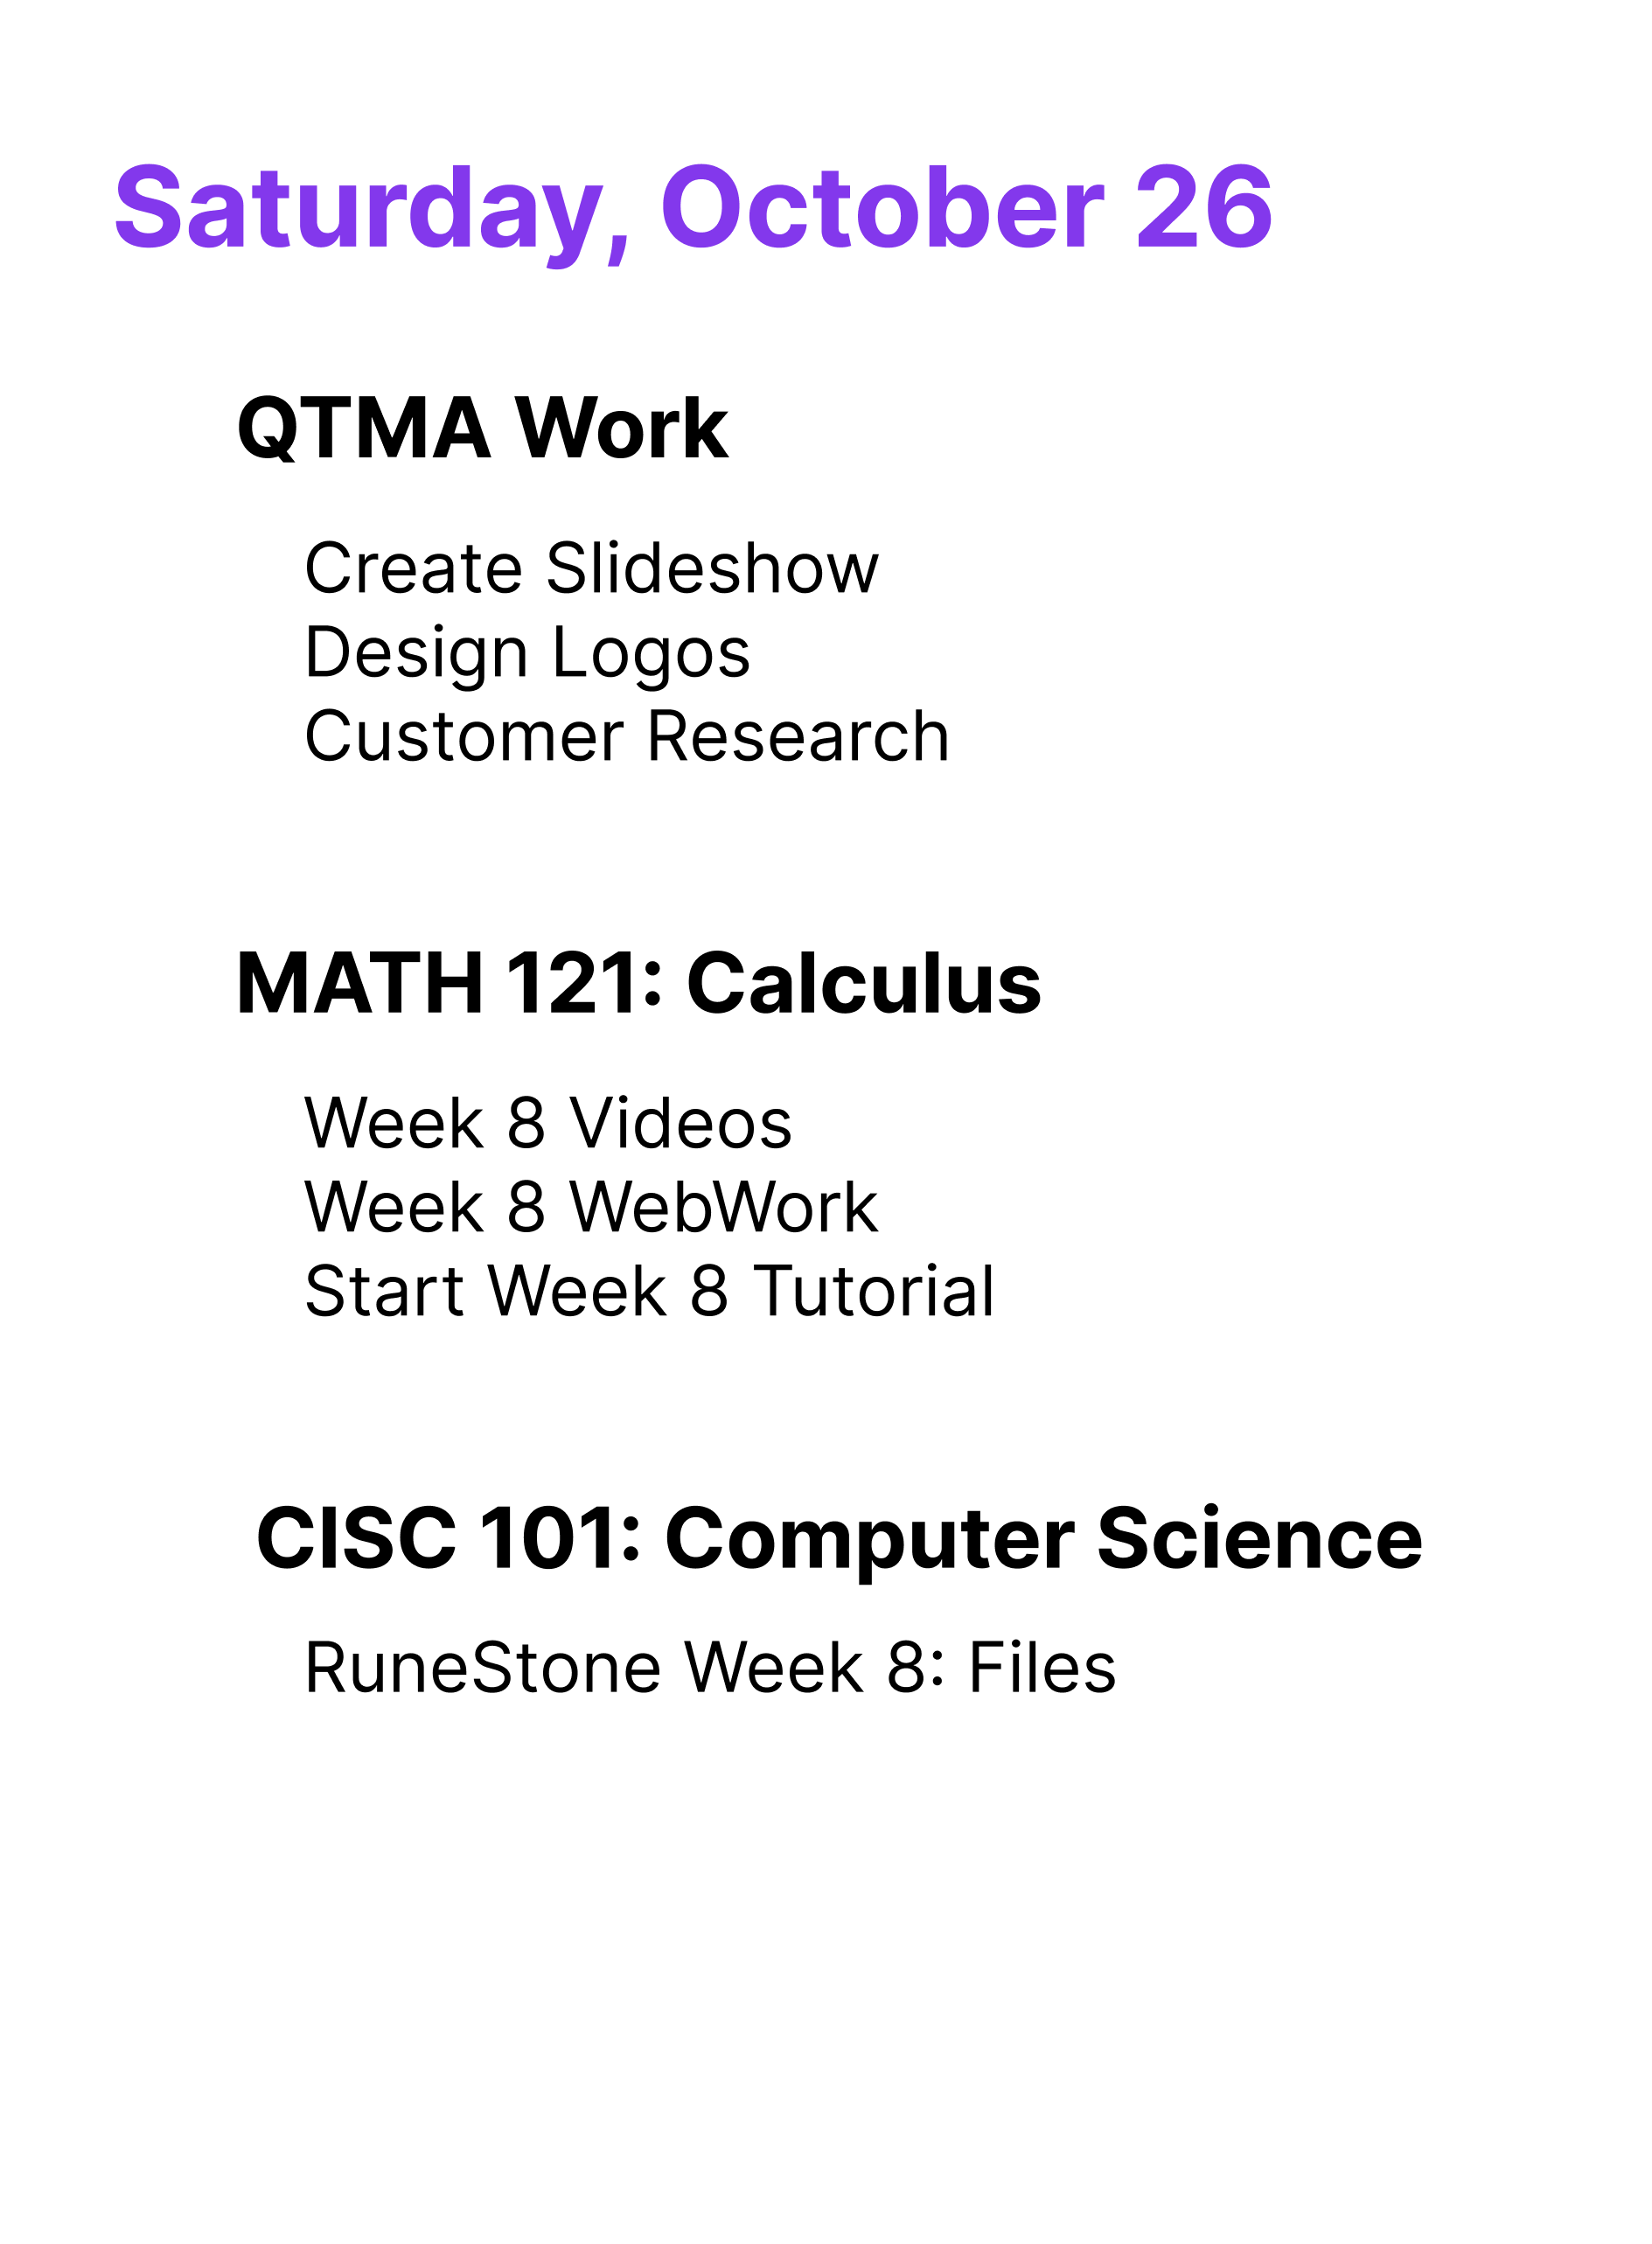 Saturday, October 26
QTMA Work
Create Slideshow
Design Logos
Customer Research
MATH 121: Calculus
Week 8 Videos
Week 8 WebWork
Start Week 8 Tutorial
CISC 101: Computer Science
RuneStone Week 8: Files